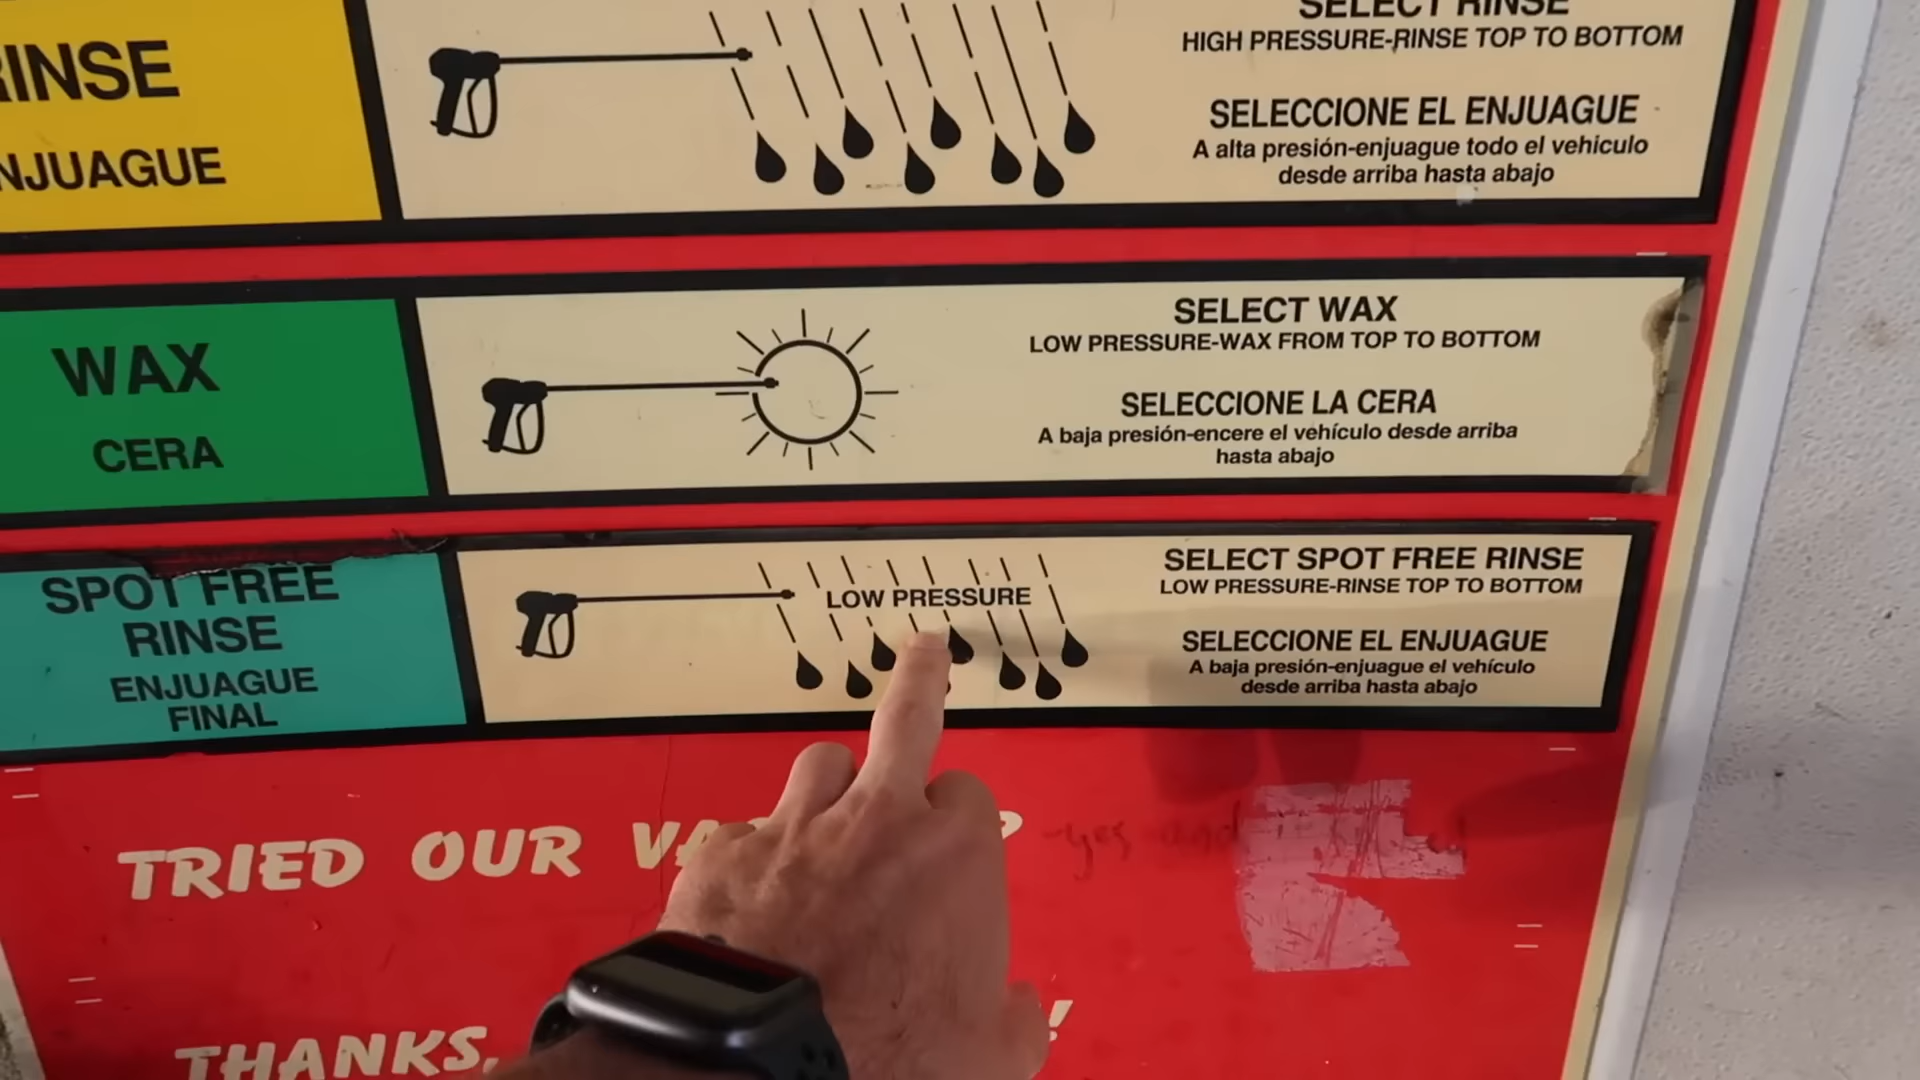 RINSE
ENJUAGUE
SELECT RINSE
HIGH PRESSURE-RINSE TOP TO BOTTOM
SELECCIONE EL ENJUAGUE
A alta presión-enjuague todo el vehículo
desde arriba hasta abajo
WAX
CERA
SELECT WAX
LOW PRESSURE-WAX FROM TOP TO BOTTOM
SELECCIONE LA CERA
A baja presión-encere el vehículo desde arriba
hasta abajo
SPOT FREE
RINSE
ENJUAGUE
FINAL
LOW PRESSURE
SELECT SPOT FREE RINSE
LOW PRESSURE-RINSE TOP TO BOTTOM
SELECCIONE EL ENJUAGUE
A baja presión-enjuague el vehículo
desde arriba hasta abajo
TRIED OUR
-yes and
THANKS,